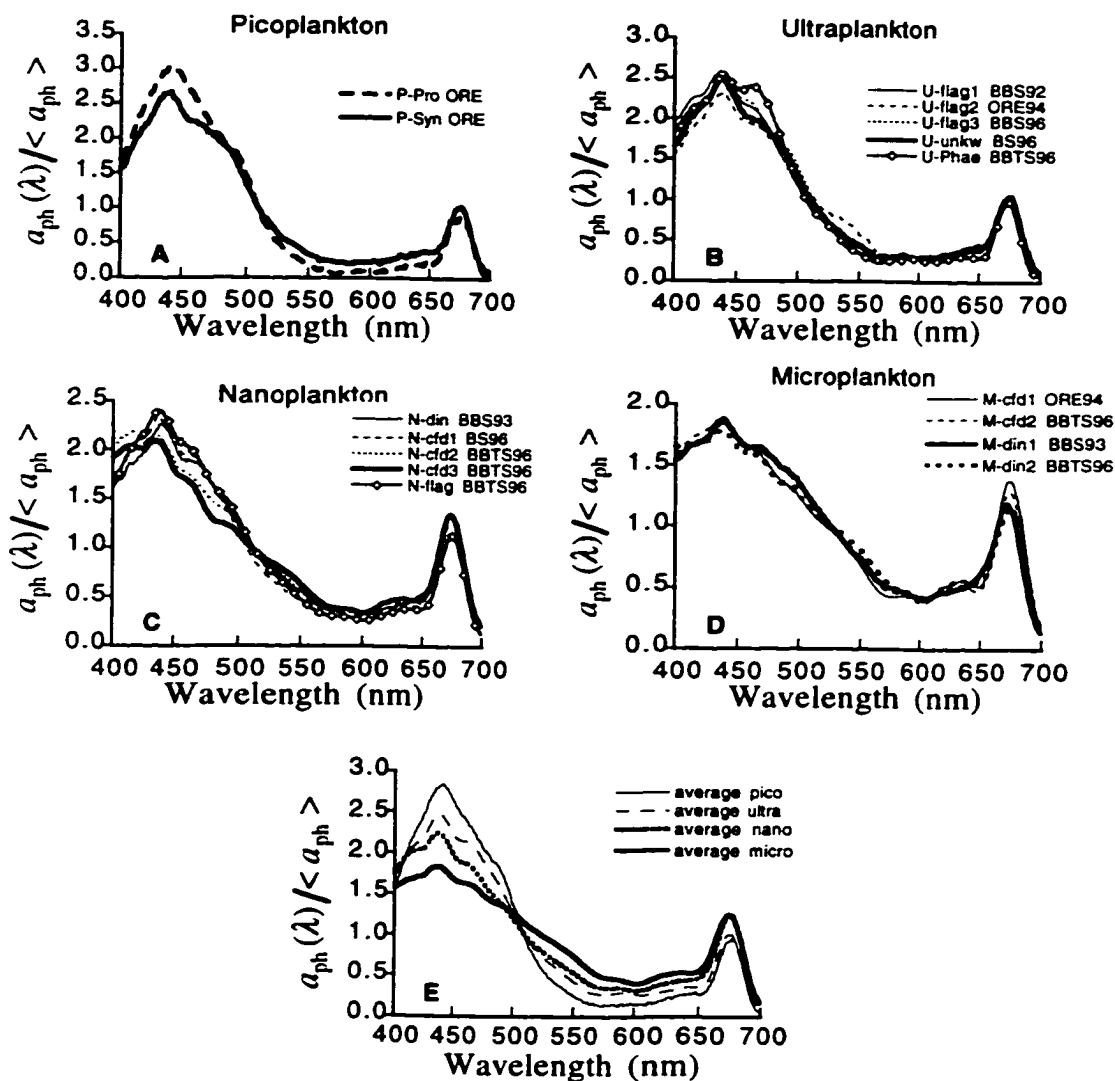 Picoplankton
3.5
3.0
2.5
2.0
1.5
1.0
0.5
0.0
a_ph(λ)/< a_ph >
P-Pro ORE
P-Syn ORE
A
400 450 500 550 600 650 700
Wavelength (nm)
Ultraplankton
3.0
2.5
2.0
1.5
1.0
0.5
0.0
a_ph(λ)/< a_ph >
U-flag1 BBS92
U-flag2 ORE94
U-flag3 BBS96
U-unkw BS96
U-Phae BBTS96
B
400 450 500 550 600 650 700
Wavelength (nm)
Nanoplankton
2.5
2.0
1.5
1.0
0.5
0.0
a_ph(λ)/< a_ph >
N-din BBS93
N-cfd1 BS96
N-cfd2 BBTS96
N-cfd3 BBTS96
N-flag BBTS96
C
400 450 500 550 600 650 700
Wavelength (nm)
Microplankton
2.0
1.5
1.0
0.5
0.0
a_ph(λ)/< a_ph >
M-cfd1 ORE94
M-cfd2 BBTS96
M-din1 BBS93
M-din2 BBTS96
D
400 450 500 550 600 650 700
Wavelength (nm)
3.0
2.5
2.0
1.5
1.0
0.5
0.0
a_ph(λ)/< a_ph >
average pico
average ultra
average nano
average micro
E
400 450 500 550 600 650 700
Wavelength (nm)